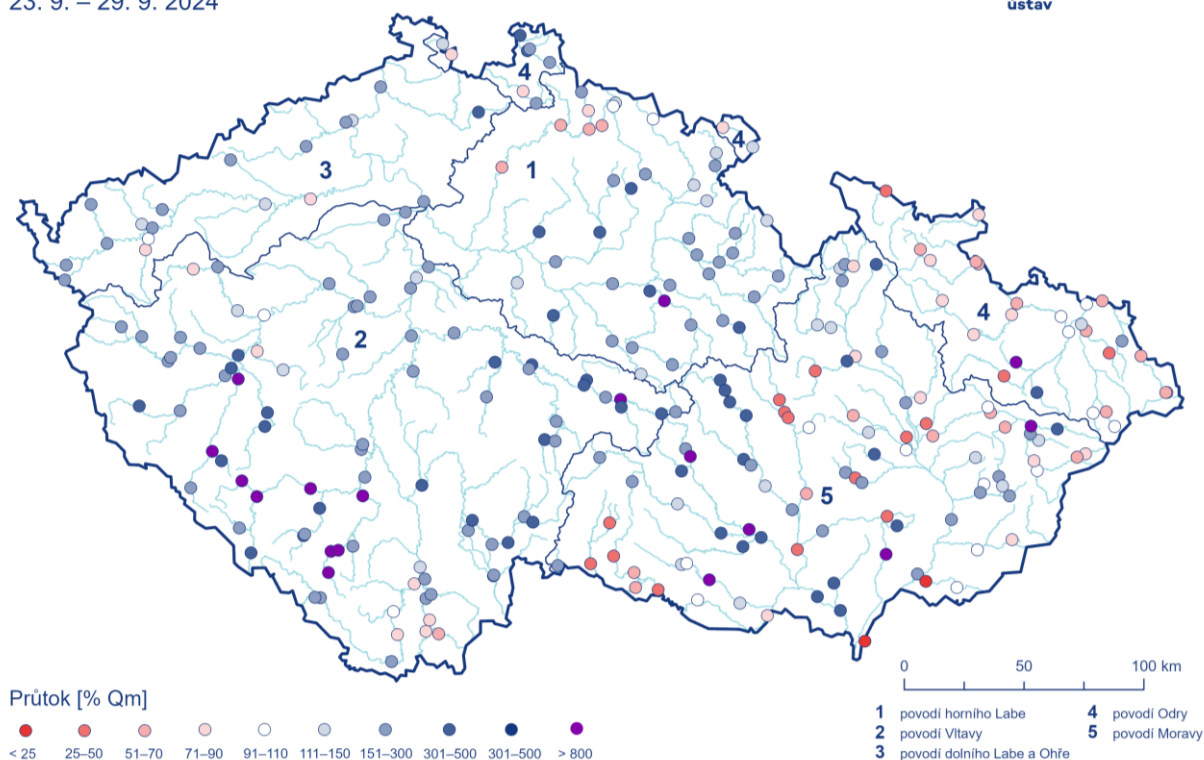 23. 9. – 29. 9. 2024
ústav
4
4
3
1
2
4
5
0 50 100 km
Průtok [% Qm]
< 25 25–50 51–70 71–90 91–110 111–150 151–300 301–500 301–500 > 800
1 povodí horního Labe
2 povodí Vltavy
3 povodí dolního Labe a Ohře
4 povodí Odry
5 povodí Moravy